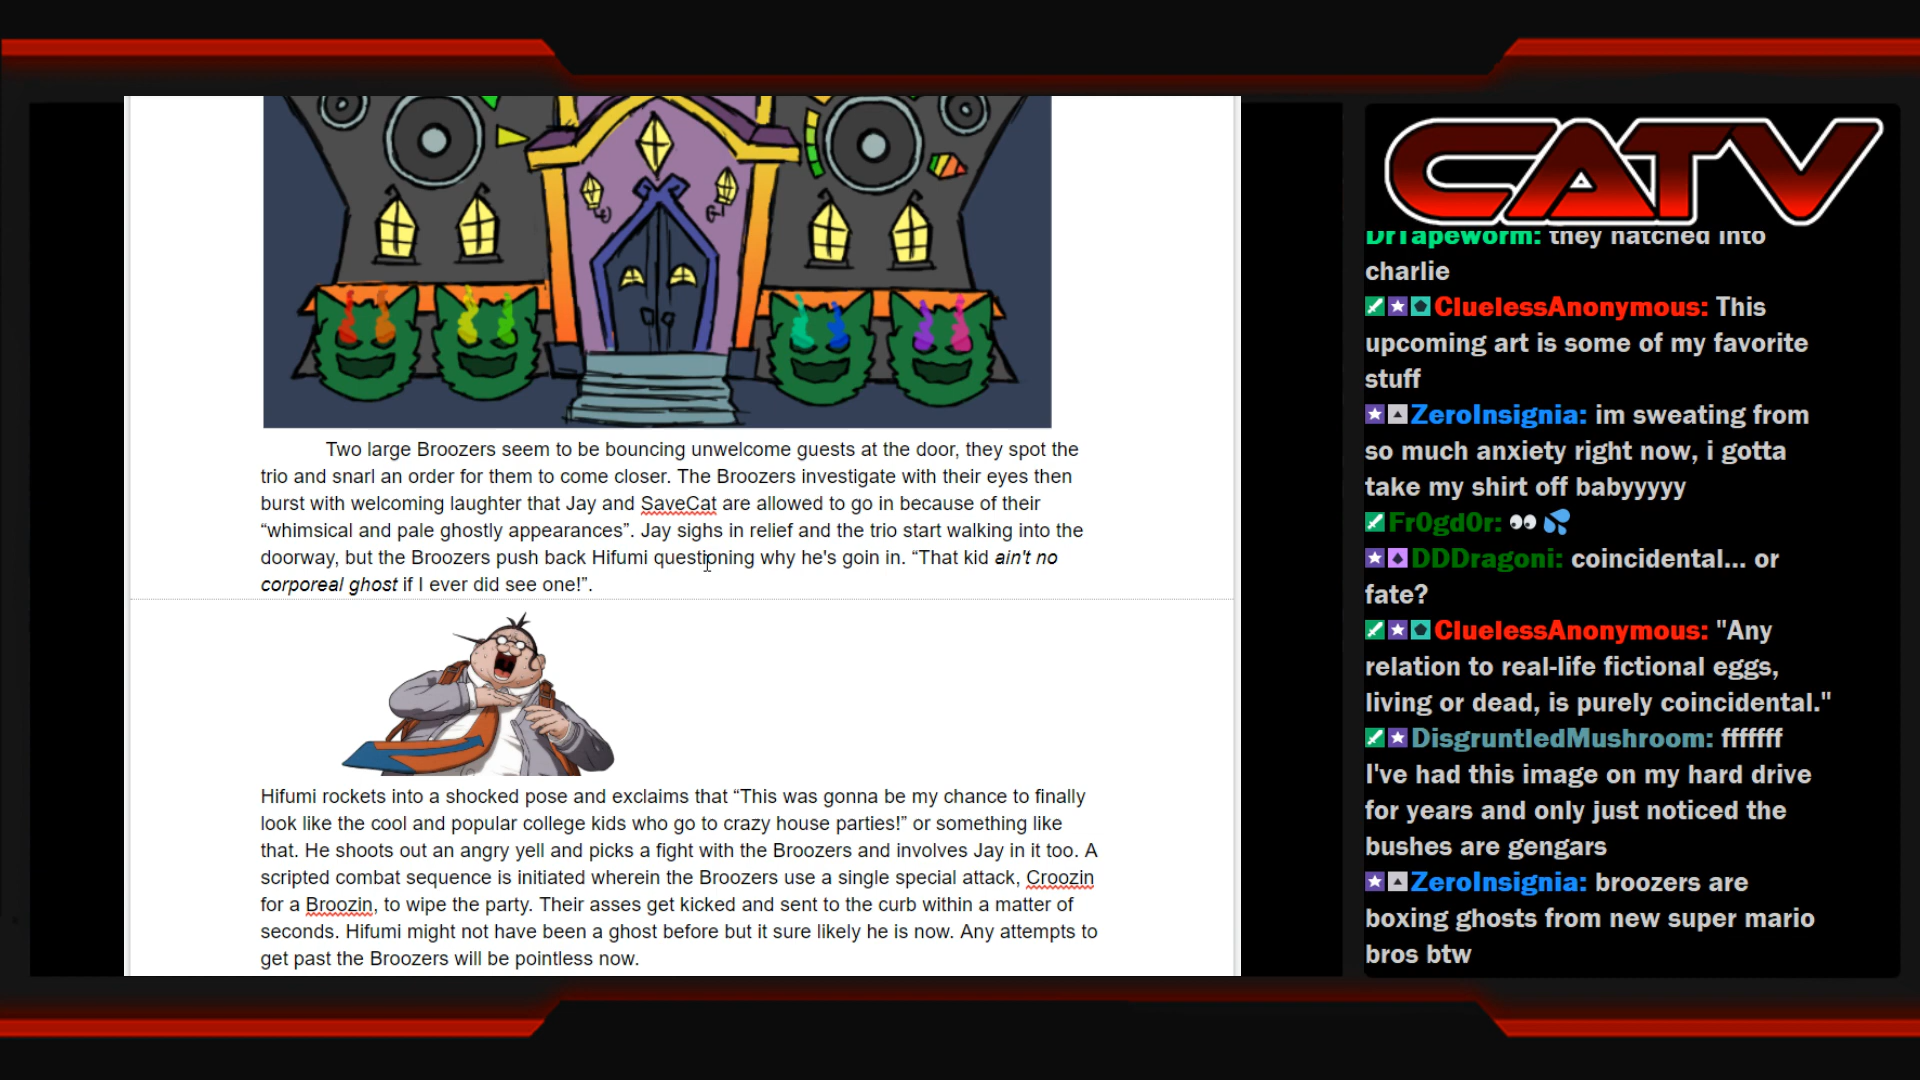 Two large Broozers seem to be bouncing unwelcome guests at the door, they spot the
trio and snarl an order for them to come closer. The Broozers investigate with their eyes then
burst with welcoming laughter that Jay and SaveCat are allowed to go in because of their
“whimsical and pale ghostly appearances”. Jay sighs in relief and the trio start walking into the
doorway, but the Broozers push back Hifumi questioning why he's goin in. “That kid ain't no
corporeal ghost if I ever did see one!”.
Hifumi rockets into a shocked pose and exclaims that “This was gonna be my chance to finally
look like the cool and popular college kids who go to crazy house parties!” or something like
that. He shoots out an angry yell and picks a fight with the Broozers and involves Jay in it too. A
scripted combat sequence is initiated wherein the Broozers use a single special attack, Croozin
for a Broozin, to wipe the party. Their asses get kicked and sent to the curb within a matter of
seconds. Hifumi might not have been a ghost before but it sure likely he is now. Any attempts to
get past the Broozers will be pointless now.
CATV
DrTapeworm: they hatched into
charlie
CluelessAnonymous: This
upcoming art is some of my favorite
stuff
ZeroInsignia: im sweating from
so much anxiety right now, i gotta
take my shirt off babyyyyy
Fr0gd0r: 👀💦
DDDragoni: coincidental... or
fate?
CluelessAnonymous: "Any
relation to real-life fictional eggs,
living or dead, is purely coincidental."
DisgruntledMushroom: fffffff
I've had this image on my hard drive
for years and only just noticed the
bushes are gengars
ZeroInsignia: broozers are
boxing ghosts from new super mario
bros btw